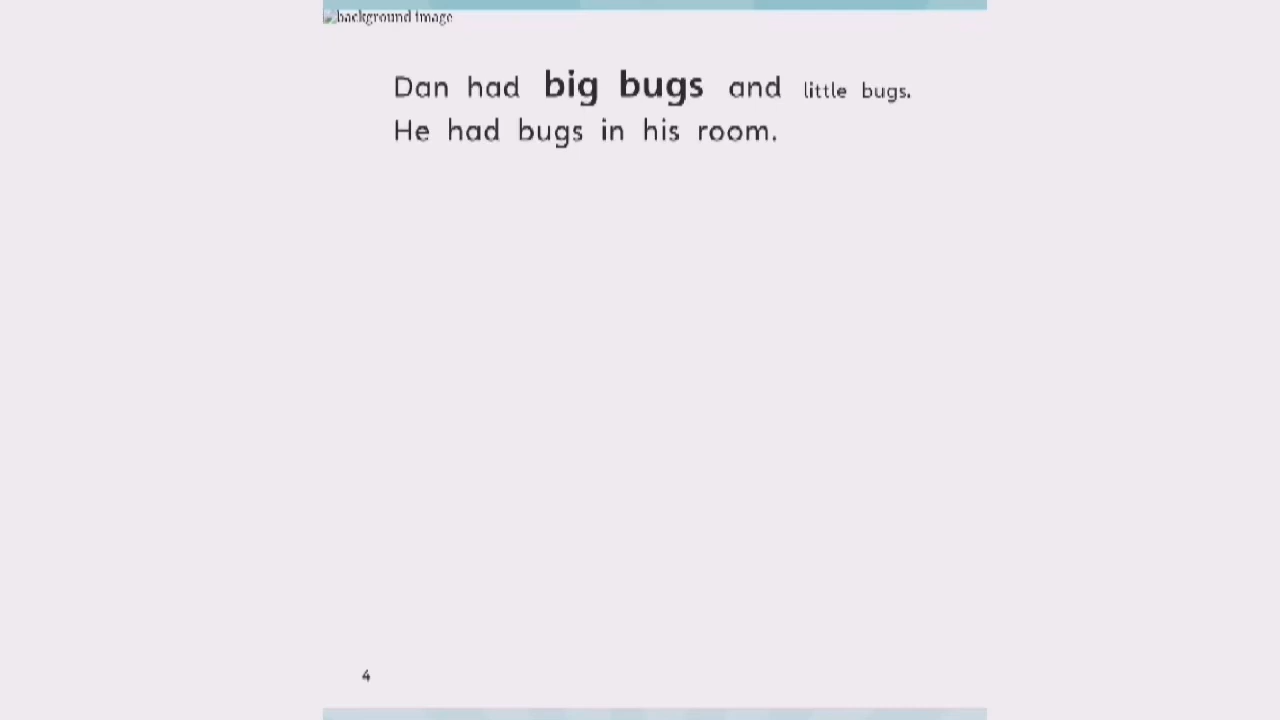 background image
Dan had big bugs and little bugs.
He had bugs in his room.
4